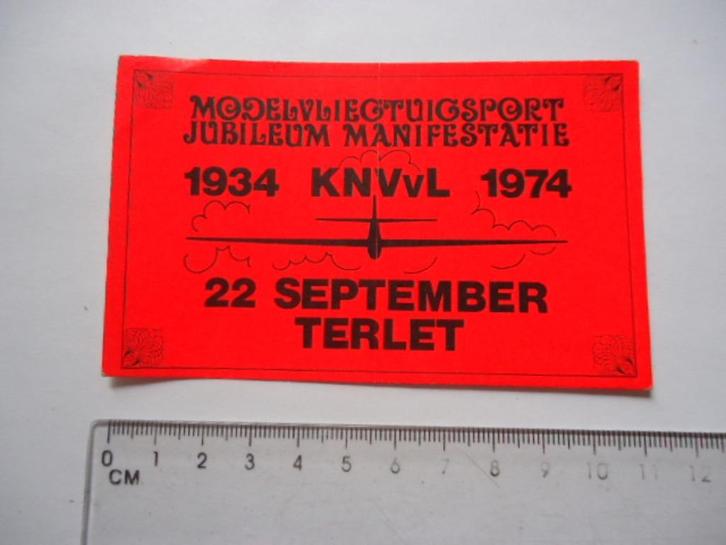 MODELVLIEGTUIGSPORT
JUBILEUM MANIFESTATIE
1934 KNVvL 1974
22 SEPTEMBER
TERLET
0 1 2 3 4 5 6 7 8 9 10 11 12
CM